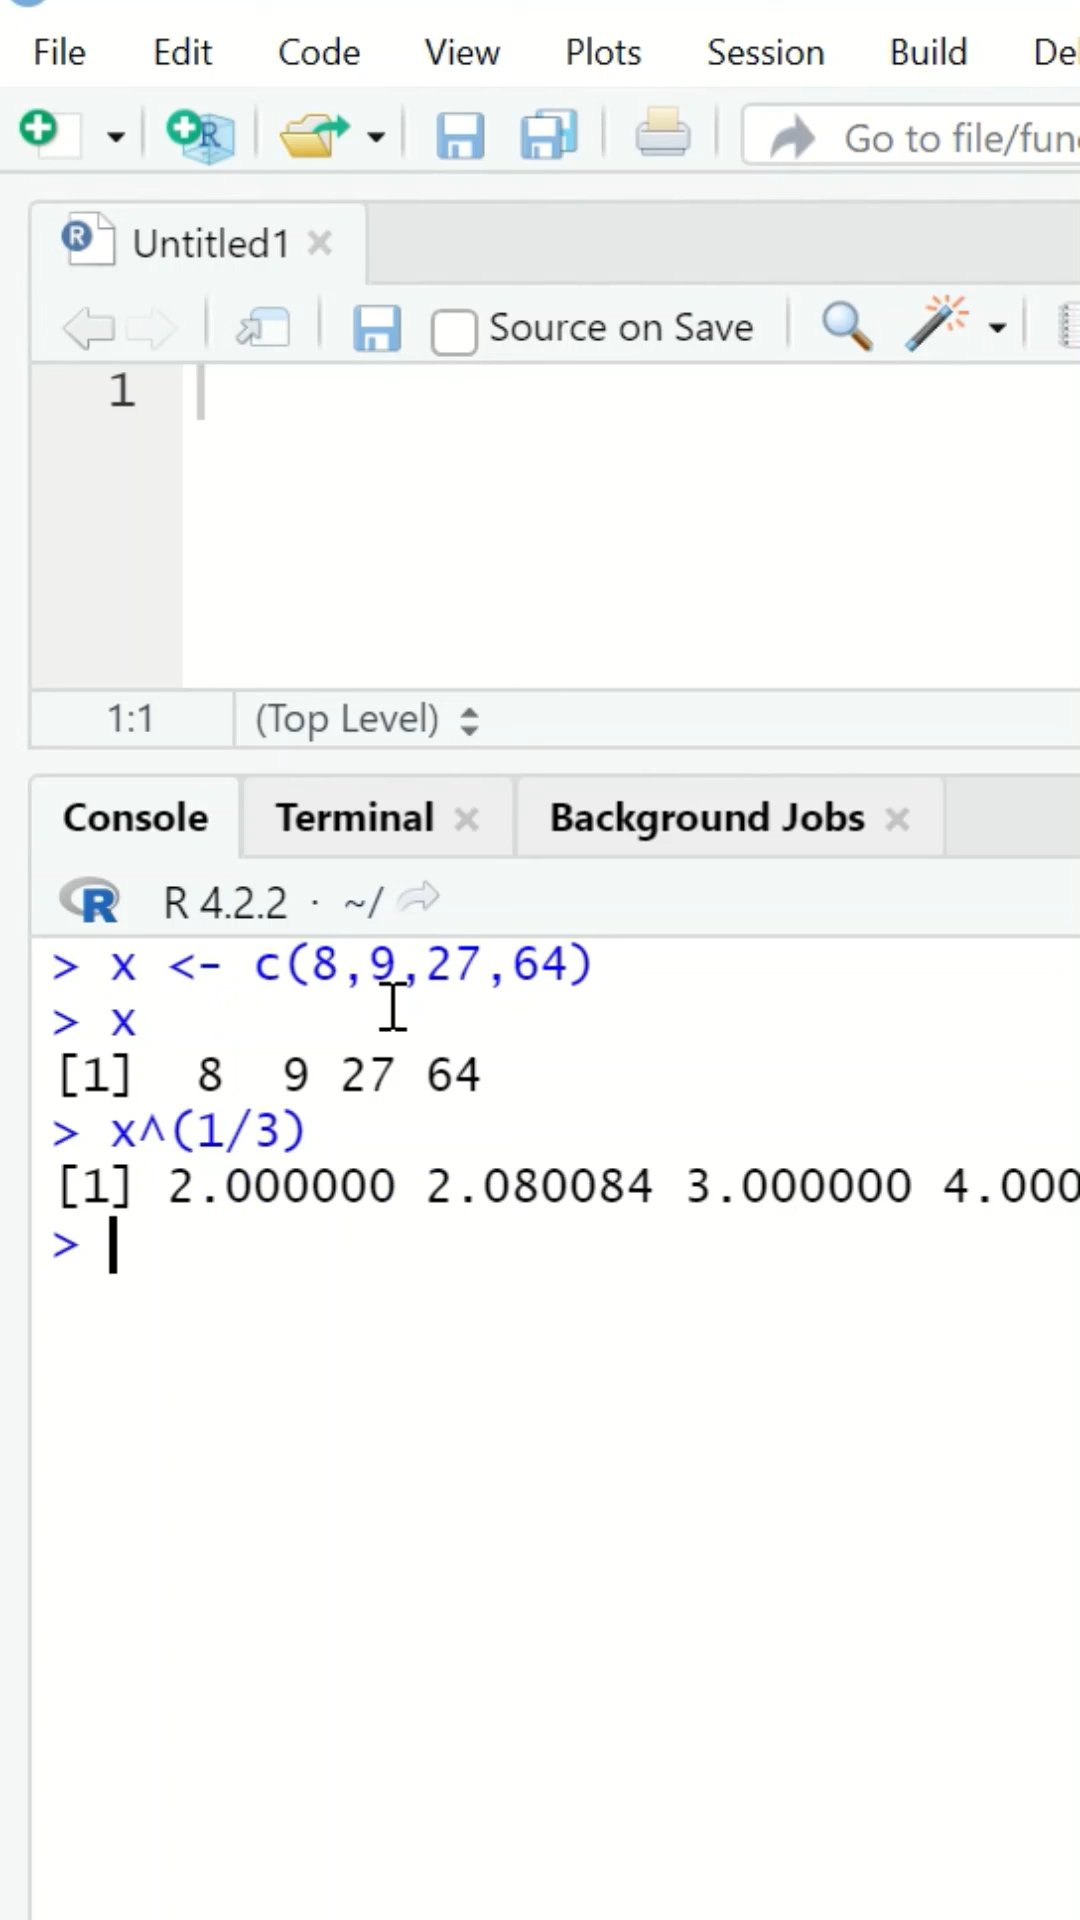 File Edit Code View Plots Session Build
Go to file/fun
Untitled1
Source on Save
1
1:1 (Top Level)
Console Terminal Background Jobs
R 4.2.2 · ~/
> x <- c(8,9,27,64)
> x
[1]  8  9 27 64
> x^(1/3)
[1] 2.000000 2.080084 3.000000 4.000
>